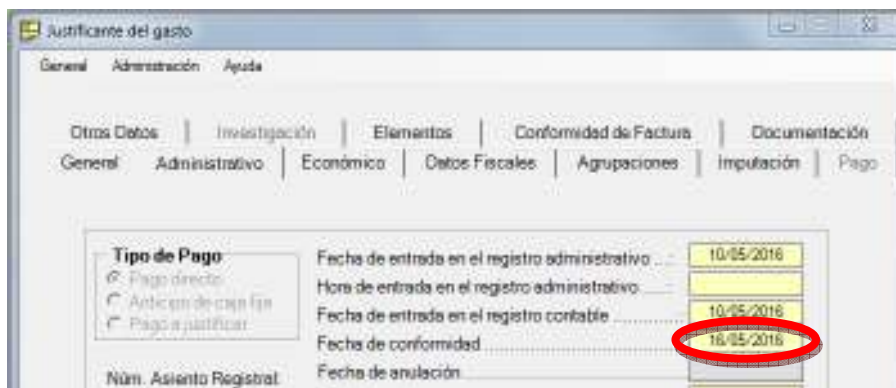 Justificante del gasto
General Administración Ayuda
Otros Datos Investigación Elementos Conformidad de Factura Documentación
General Administrativo Económico Datos Fiscales Agrupaciones Imputación Pago
Tipo de Pago
Pago directo
Anticipo de caja fija
Pago a justificar
Fecha de entrada en el registro administrativo ...: 10/05/2016
Hora de entrada en el registro administrativo ......:
Fecha de entrada en el registro contable .............. 10/05/2016
Fecha de conformidad ........................................ 16/05/2016
Núm. Asiento Registral: Fecha de anulación